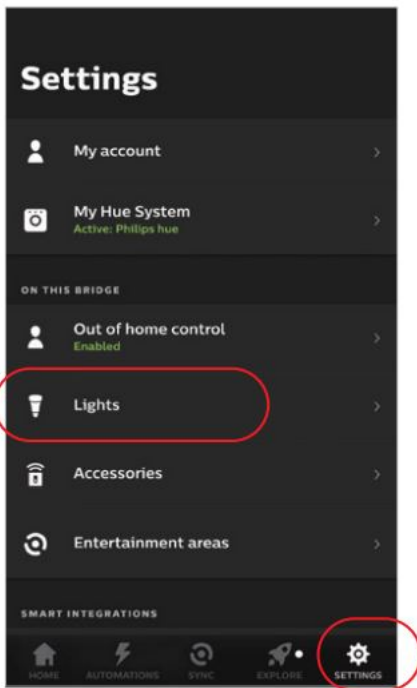 Settings
My account
My Hue System
Active: Philips hue
ON THIS BRIDGE
Out of home control
Enabled
Lights
Accessories
Entertainment areas
SMART INTEGRATIONS
HOME AUTOMATIONS SYNC EXPLORE SETTINGS